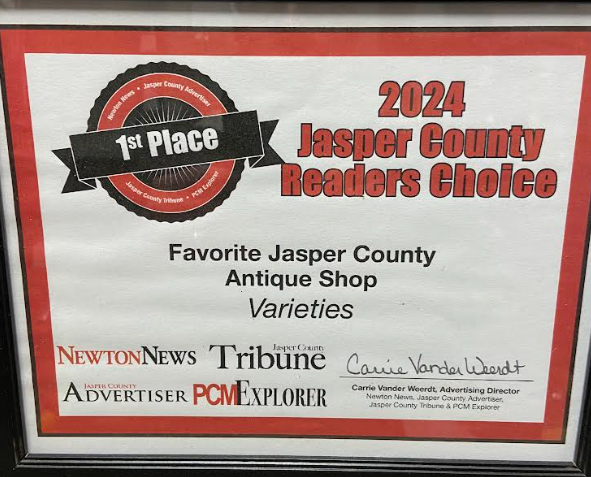 Newton News • Jasper County Advertiser
1st Place
Jasper County Tribune • PCM Explorer
2024
Jasper County
Readers Choice
Favorite Jasper County
Antique Shop
Varieties
NEWTONNEWS
Jasper County
Tribune
JASPER COUNTY
ADVERTISER
PCMEXPLORER
Carrie Vander Weerdt
Carrie Vander Weerdt, Advertising Director
Newton News, Jasper County Advertiser,
Jasper County Tribune & PCM Explorer